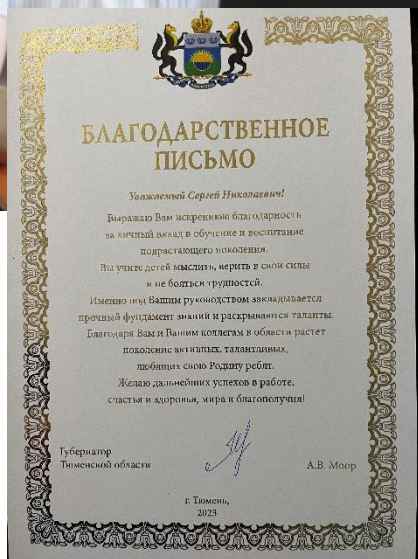 БЛАГОДАРСТВЕННОЕ
ПИСЬМО
Уважаемый Сергей Николаевич!
Выражаю Вам искреннюю благодарность
за личный вклад в обучение и воспитание
подрастающего поколения.
Вы учите детей мыслить, верить в свои силы
и не бояться трудностей.
Именно под Вашим руководством закладывается
прочный фундамент знаний и раскрываются таланты.
Благодаря Вам и Вашим коллегам в области растет
поколение активных, талантливых,
любящих свою Родину ребят.
Желаю дальнейших успехов в работе,
счастья и здоровья, мира и благополучия!
Губернатор
Тюменской области
А.В. Моор
г. Тюмень,
2023